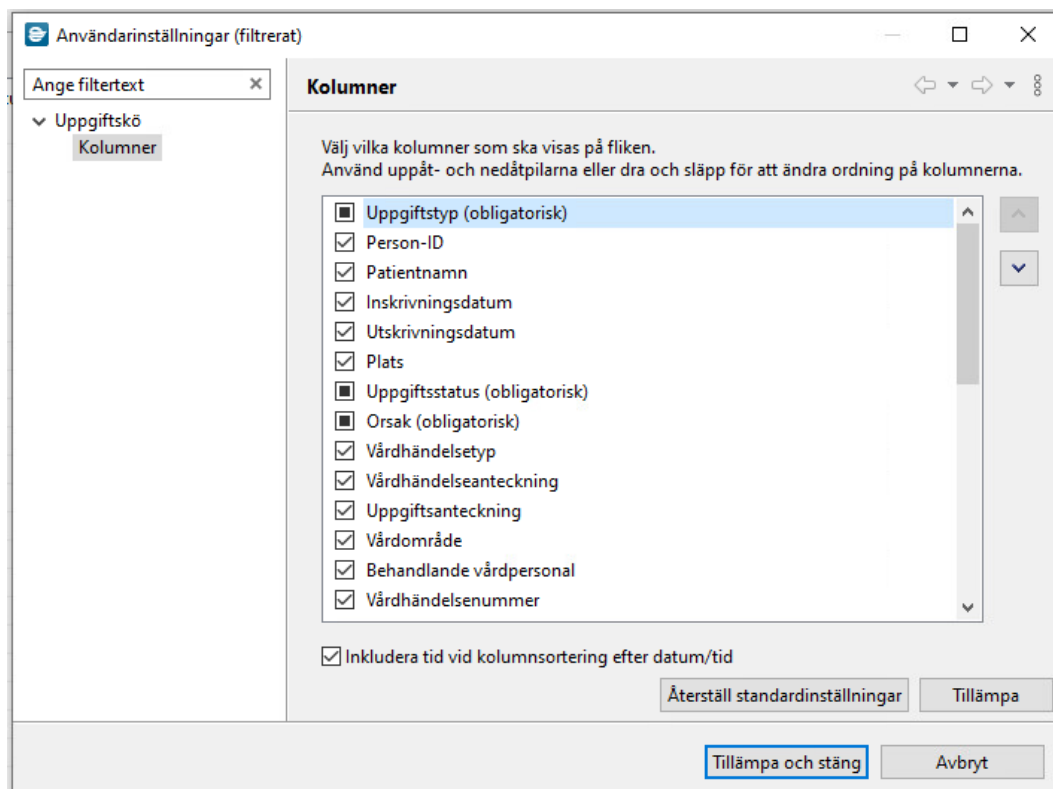 Användarinställningar (filtrerat)
Ange filtertext
Uppgiftskö
Kolumner
Kolumner
Välj vilka kolumner som ska visas på fliken.
Använd uppåt- och nedåtpilarna eller dra och släpp för att ändra ordning på kolumnerna.
Uppgiftstyp (obligatorisk)
Person-ID
Patientnamn
Inskrivningsdatum
Utskrivningsdatum
Plats
Uppgiftsstatus (obligatorisk)
Orsak (obligatorisk)
Vårdhändelsetyp
Vårdhändelseanteckning
Uppgiftsanteckning
Vårdområde
Behandlande vårdpersonal
Vårdhändelsenummer
Inkludera tid vid kolumnsortering efter datum/tid
Återställ standardinställningar
Tillämpa
Tillämpa och stäng
Avbryt